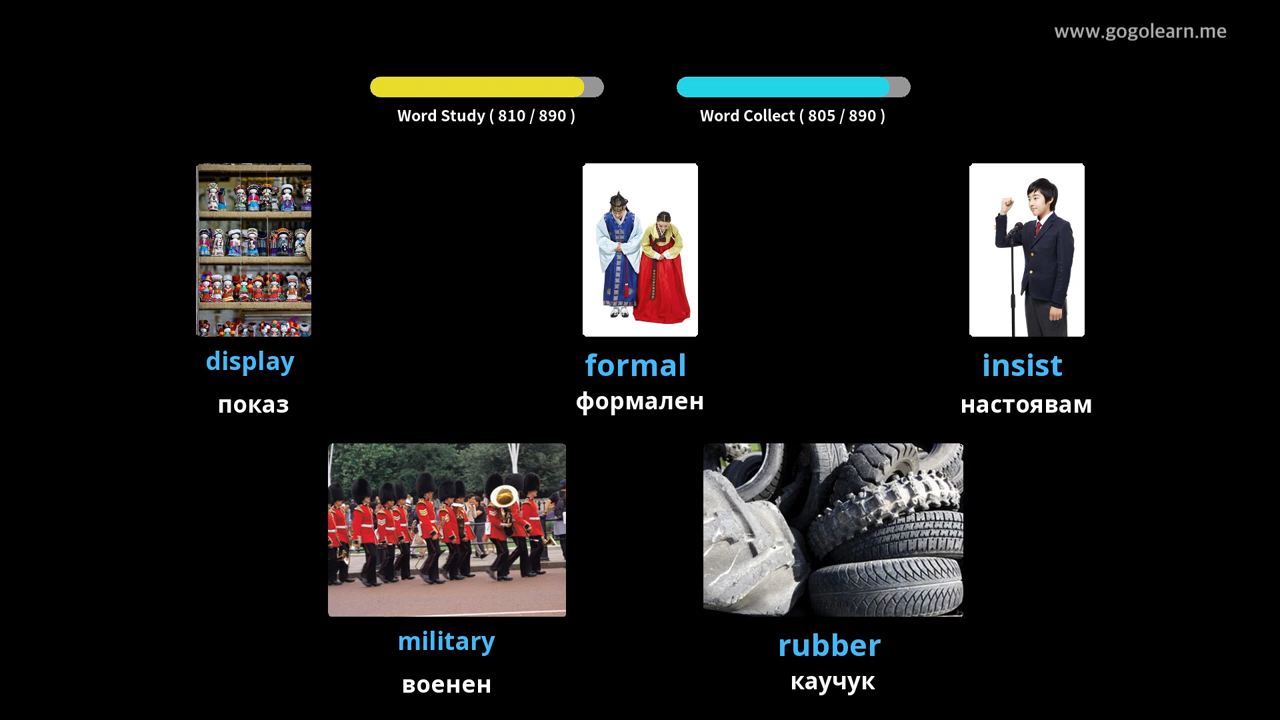 www.gogolearn.me
Word Study ( 810 / 890 )
Word Collect ( 805 / 890 )
display
formal
insist
показ
формален
настоявам
military
rubber
военен
каучук